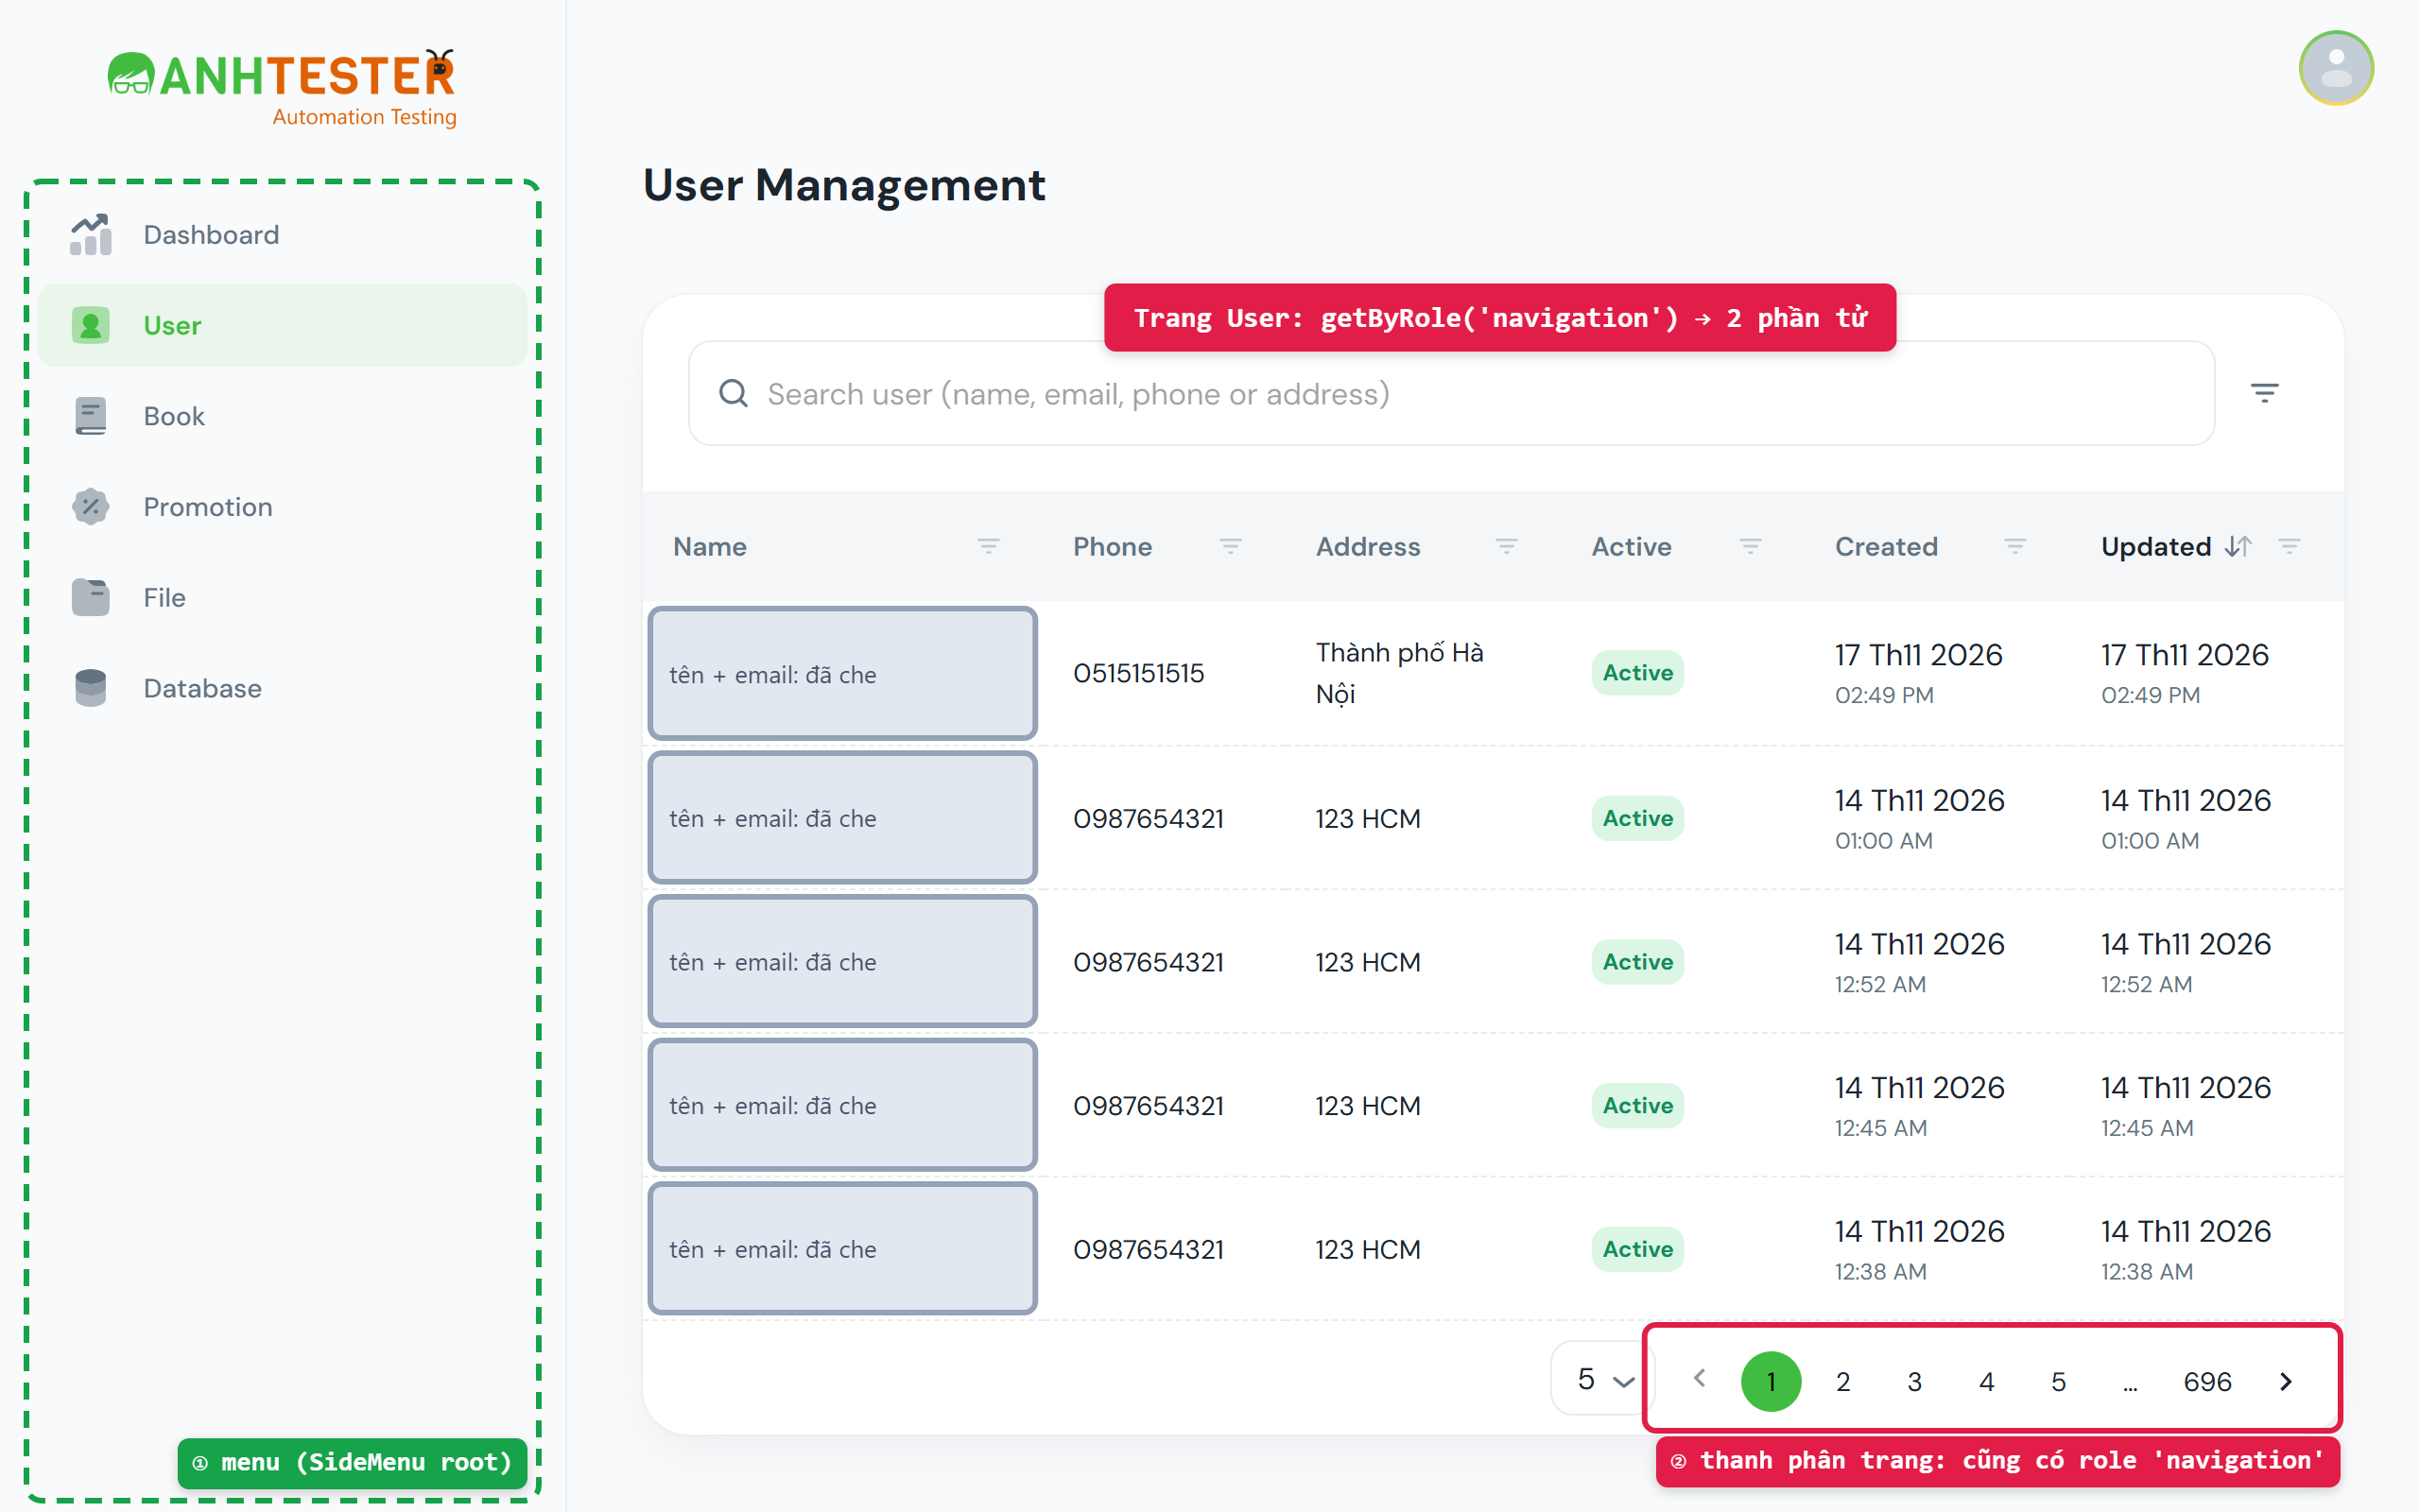 ANHTESTER
Automation Testing
Dashboard
User
Book
Promotion
File
Database
① menu (SideMenu root)
User Management
Trang User: getByRole('navigation') → 2 phần tử
Search user (name, email, phone or address)
Name Phone Address Active Created Updated
tên + email: đã che 0515151515 Thành phố Hà Nội Active 17 Th11 2026 02:49 PM 17 Th11 2026 02:49 PM
tên + email: đã che 0987654321 123 HCM Active 14 Th11 2026 01:00 AM 14 Th11 2026 01:00 AM
tên + email: đã che 0987654321 123 HCM Active 14 Th11 2026 12:52 AM 14 Th11 2026 12:52 AM
tên + email: đã che 0987654321 123 HCM Active 14 Th11 2026 12:45 AM 14 Th11 2026 12:45 AM
tên + email: đã che 0987654321 123 HCM Active 14 Th11 2026 12:38 AM 14 Th11 2026 12:38 AM
5 1 2 3 4 5 ... 696
② thanh phân trang: cũng có role 'navigation'